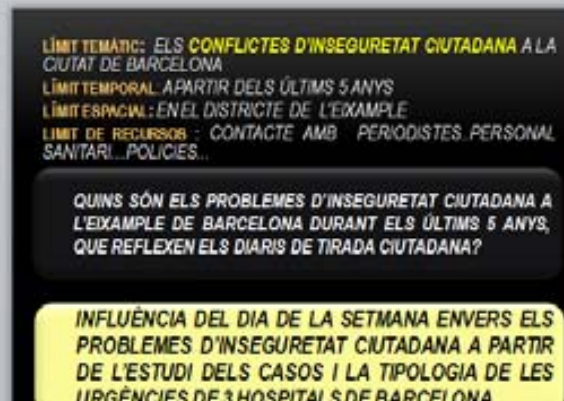 LÍMIT TEMÀTIC: ELS CONFLICTES D'INSEGURETAT CIUTADANA A LA
CIUTAT DE BARCELONA
LÍMIT TEMPORAL: APARTIR DELS ÚLTIMS 5 ANYS
LÍMIT ESPACIAL: EN EL DISTRICTE DE L'EIXAMPLE
LIMIT DE RECURSOS : CONTACTE AMB PERIODISTES..PERSONAL
SANITARI...POLICIES...
QUINS SÓN ELS PROBLEMES D'INSEGURETAT CIUTADANA A
L'EIXAMPLE DE BARCELONA DURANT ELS ÚLTIMS 5 ANYS,
QUE REFLEXEN ELS DIARIS DE TIRADA CIUTADANA?
INFLUÈNCIA DEL DIA DE LA SETMANA ENVERS ELS
PROBLEMES D'INSEGURETAT CIUTADANA A PARTIR
DE L'ESTUDI DELS CASOS I LA TIPOLOGIA DE LES
URGÈNCIES DE 3 HOSPITALS DE BARCELONA